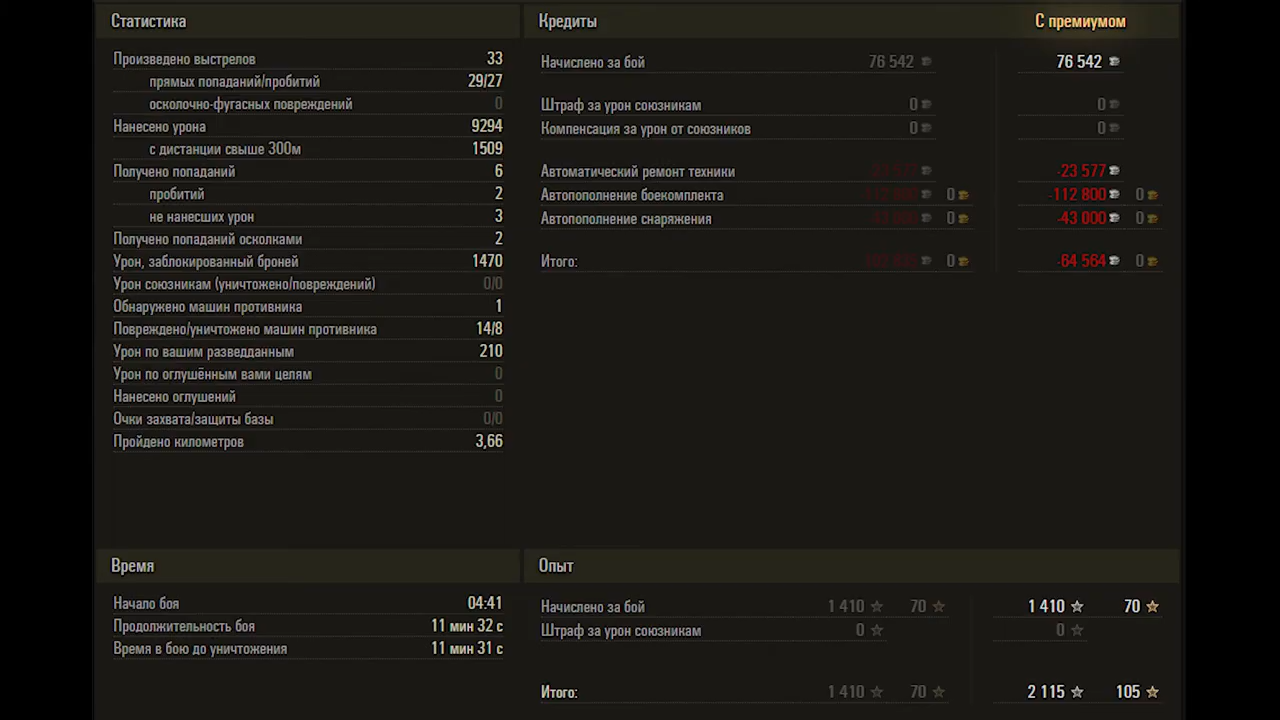 Статистика
Произведено выстрелов 33
прямых попаданий/пробитий 29/27
осколочно-фугасных повреждений 0
Нанесено урона 9294
с дистанции свыше 300м 1509
Получено попаданий 6
пробитий 2
не нанесших урон 3
Получено попаданий осколками 2
Урон, заблокированный броней 1470
Урон союзникам (уничтожено/повреждений) 0/0
Обнаружено машин противника 1
Повреждено/уничтожено машин противника 14/8
Урон по вашим разведданным 210
Урон по оглушённым вами целям 0
Нанесено оглушений 0
Очки захвата/защиты базы 0/0
Пройдено километров 3,66
Кредиты С премиумом
Начислено за бой 76 542 76 542
Штраф за урон союзникам 0 0
Компенсация за урон от союзников 0 0
Автоматический ремонт техники -23 577
Автопополнение боекомплекта 0 -112 800 0
Автопополнение снаряжения 0 -43 000 0
Итого: 0 -64 564 0
Время
Начало боя 04:41
Продолжительность боя 11 мин 32 с
Время в бою до уничтожения 11 мин 31 с
Опыт
Начислено за бой 1 410 70 1 410 70
Штраф за урон союзникам 0 0
Итого: 1 410 70 2 115 105